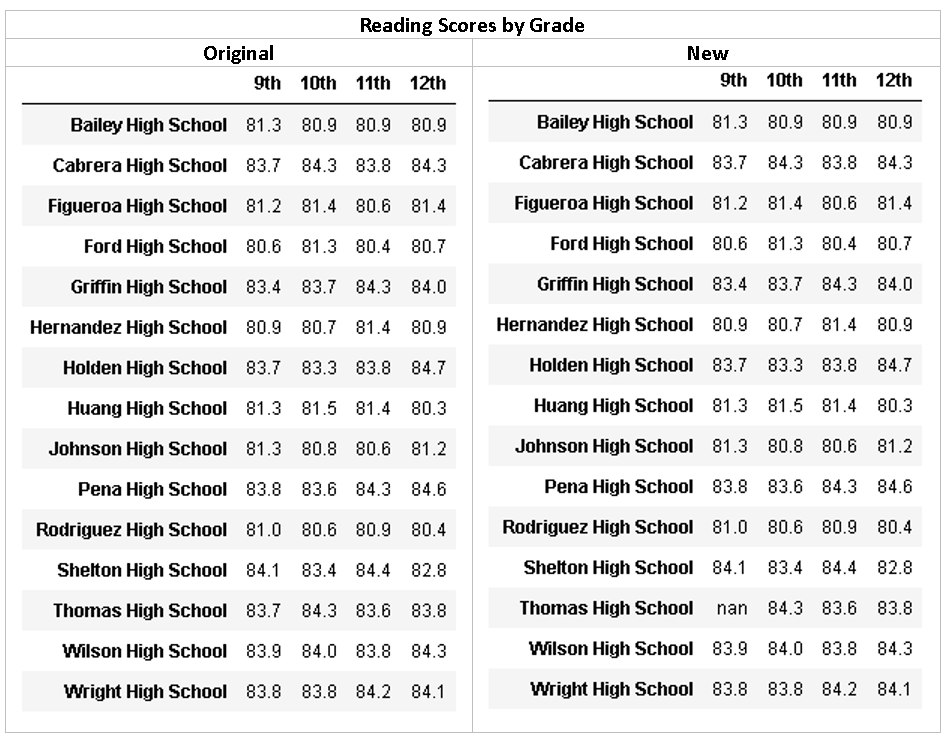 Reading Scores by Grade
Original
9th 10th 11th 12th
Bailey High School 81.3 80.9 80.9 80.9
Cabrera High School 83.7 84.3 83.8 84.3
Figueroa High School 81.2 81.4 80.6 81.4
Ford High School 80.6 81.3 80.4 80.7
Griffin High School 83.4 83.7 84.3 84.0
Hernandez High School 80.9 80.7 81.4 80.9
Holden High School 83.7 83.3 83.8 84.7
Huang High School 81.3 81.5 81.4 80.3
Johnson High School 81.3 80.8 80.6 81.2
Pena High School 83.8 83.6 84.3 84.6
Rodriguez High School 81.0 80.6 80.9 80.4
Shelton High School 84.1 83.4 84.4 82.8
Thomas High School 83.7 84.3 83.6 83.8
Wilson High School 83.9 84.0 83.8 84.3
Wright High School 83.8 83.8 84.2 84.1
New
9th 10th 11th 12th
Bailey High School 81.3 80.9 80.9 80.9
Cabrera High School 83.7 84.3 83.8 84.3
Figueroa High School 81.2 81.4 80.6 81.4
Ford High School 80.6 81.3 80.4 80.7
Griffin High School 83.4 83.7 84.3 84.0
Hernandez High School 80.9 80.7 81.4 80.9
Holden High School 83.7 83.3 83.8 84.7
Huang High School 81.3 81.5 81.4 80.3
Johnson High School 81.3 80.8 80.6 81.2
Pena High School 83.8 83.6 84.3 84.6
Rodriguez High School 81.0 80.6 80.9 80.4
Shelton High School 84.1 83.4 84.4 82.8
Thomas High School nan 84.3 83.6 83.8
Wilson High School 83.9 84.0 83.8 84.3
Wright High School 83.8 83.8 84.2 84.1